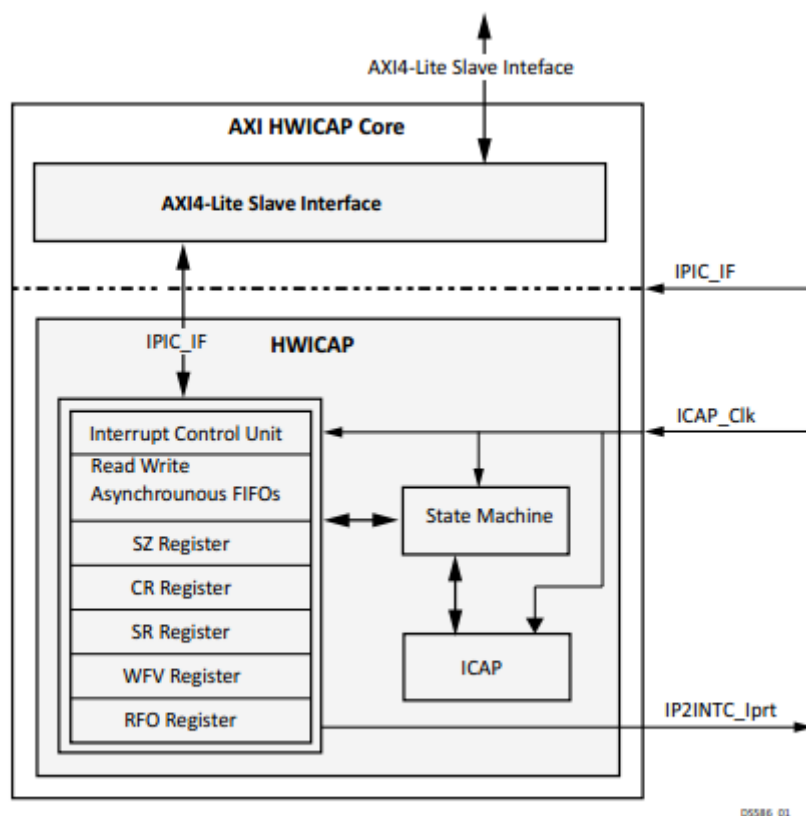 AXI4-Lite Slave Inteface
AXI HWICAP Core
AXI4-Lite Slave Interface
IPIC_IF
IPIC_IF
HWICAP
ICAP_Clk
Interrupt Control Unit
Read Write
Asynchrounous FIFOs
State Machine
SZ Register
CR Register
SR Register
ICAP
WFV Register
RFO Register
IP2INTC_Iprt
DS586_01